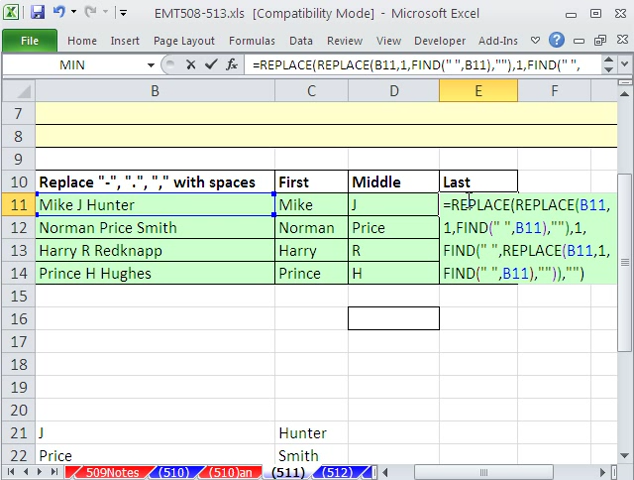 EMT508-513.xls [Compatibility Mode] - Microsoft Excel
File Home Insert Page Layout Formulas Data Review View Developer Add-Ins
MIN fx =REPLACE(REPLACE(B11,1,FIND(" ",B11),""),1,FIND(" ",
B C D E F
7
8
9
10 Replace "-", ".", "," with spaces First Middle Last
11 Mike J Hunter Mike J =REPLACE(REPLACE(B11,
12 Norman Price Smith Norman Price 1,FIND(" ",B11),""),1,
13 Harry R Redknapp Harry R FIND(" ",REPLACE(B11,1,
14 Prince H Hughes Prince H FIND(" ",B11),"")),"")
15
16
17
18
19
20
21 J Hunter
22 Price Smith
509Notes (510) (510)an (511) (512)